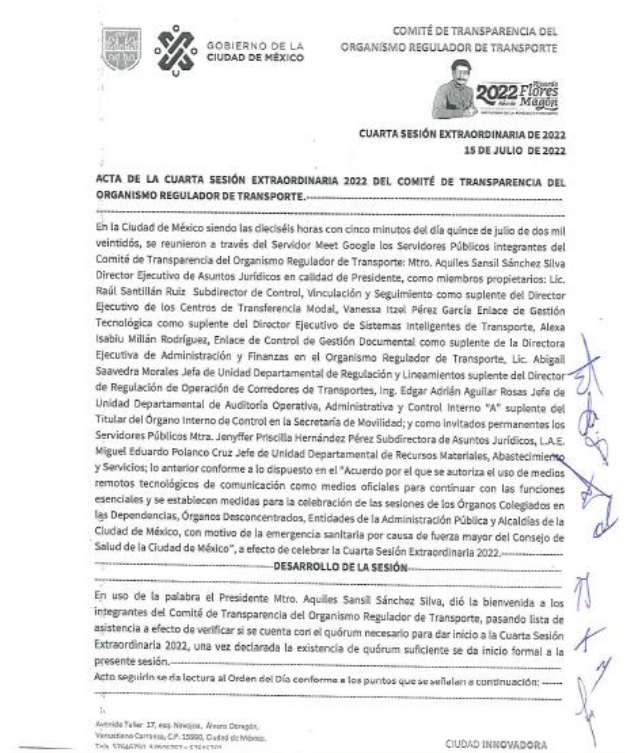 GOBIERNO DE LA
CIUDAD DE MÉXICO
COMITÉ DE TRANSPARENCIA DEL
ORGANISMO REGULADOR DE TRANSPORTE
2022 Ricardo
Flores
Año de Magón
CUARTA SESIÓN EXTRAORDINARIA DE 2022
15 DE JULIO DE 2022
ACTA DE LA CUARTA SESIÓN EXTRAORDINARIA 2022 DEL COMITÉ DE TRANSPARENCIA DEL
ORGANISMO REGULADOR DE TRANSPORTE.
En la Ciudad de México siendo las dieciséis horas con cinco minutos del día quince de julio de dos mil
veintidós, se reunieron a través del Servidor Meet Google los Servidores Públicos integrantes del
Comité de Transparencia del Organismo Regulador de Transporte: Mtro. Aquiles Sansil Sánchez Silva
Director Ejecutivo de Asuntos Jurídicos en calidad de Presidente, como miembros propietarios: Lic.
Raúl Santillán Ruiz Subdirector de Control, Vinculación y Seguimiento como suplente del Director
Ejecutivo de los Centros de Transferencia Modal, Vanessa Itzel Pérez García Enlace de Gestión
Tecnológica como suplente del Director Ejecutivo de Sistemas Inteligentes de Transporte, Alexa
Isabiu Millán Rodríguez, Enlace de Control de Gestión Documental como suplente de la Directora
Ejecutiva de Administración y Finanzas en el Organismo Regulador de Transporte, Lic. Abigail
Saavedra Morales Jefa de Unidad Departamental de Regulación y Lineamientos suplente del Director
de Regulación de Operación de Corredores de Transportes, Ing. Edgar Adrián Aguilar Rosas Jefe de
Unidad Departamental de Auditoría Operativa, Administrativa y Control Interno "A" suplente del
Titular del Órgano Interno de Control en la Secretaría de Movilidad; y como invitados permanentes los
Servidores Públicos Mtra. Jenyffer Priscilla Hernández Pérez Subdirectora de Asuntos Jurídicos, L.A.E.
Miguel Eduardo Polanco Cruz Jefe de Unidad Departamental de Recursos Materiales, Abastecimiento
y Servicios; lo anterior conforme a lo dispuesto en el "Acuerdo por el que se autoriza el uso de medios
remotos tecnológicos de comunicación como medios oficiales para continuar con las funciones
esenciales y se establecen medidas para la celebración de las sesiones de los Órganos Colegiados en
las Dependencias, Órganos Desconcentrados, Entidades de la Administración Pública y Alcaldías de la
Ciudad de México, con motivo de la emergencia sanitaria por causa de fuerza mayor del Consejo de
Salud de la Ciudad de México", a efecto de celebrar la Cuarta Sesión Extraordinaria 2022.
DESARROLLO DE LA SESIÓN
En uso de la palabra el Presidente Mtro. Aquiles Sansil Sánchez Silva, dió la bienvenida a los
integrantes del Comité de Transparencia del Organismo Regulador de Transporte, pasando lista de
asistencia a efecto de verificar si se cuenta con el quórum necesario para dar inicio a la Cuarta Sesión
Extraordinaria 2022, una vez declarada la existencia de quórum suficiente se da inicio formal a la
presente sesión.
Acto seguido se da lectura al Orden del Día conforme a los puntos que se señalan a continuación:
Avenida Taller 17, esq. Navojoa, Álvaro Obregón,
Venustiano Carranza, C.P. 15990, Ciudad de México.
CIUDAD INNOVADORA